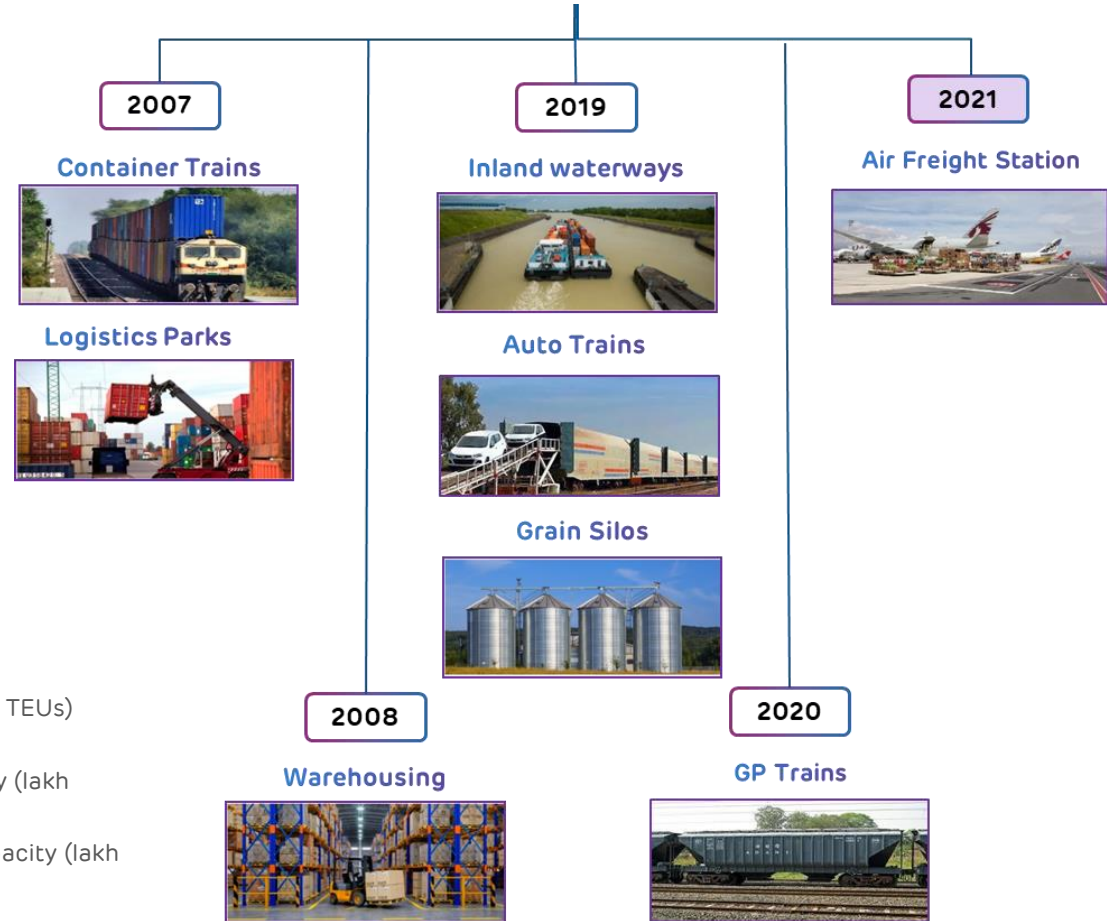 2007
2019
2021
Container Trains
Inland waterways
Air Freight Station
Logistics Parks
Auto Trains
Grain Silos
TEUs)
2008
2020
y (lakh
Warehousing
GP Trains
acity (lakh